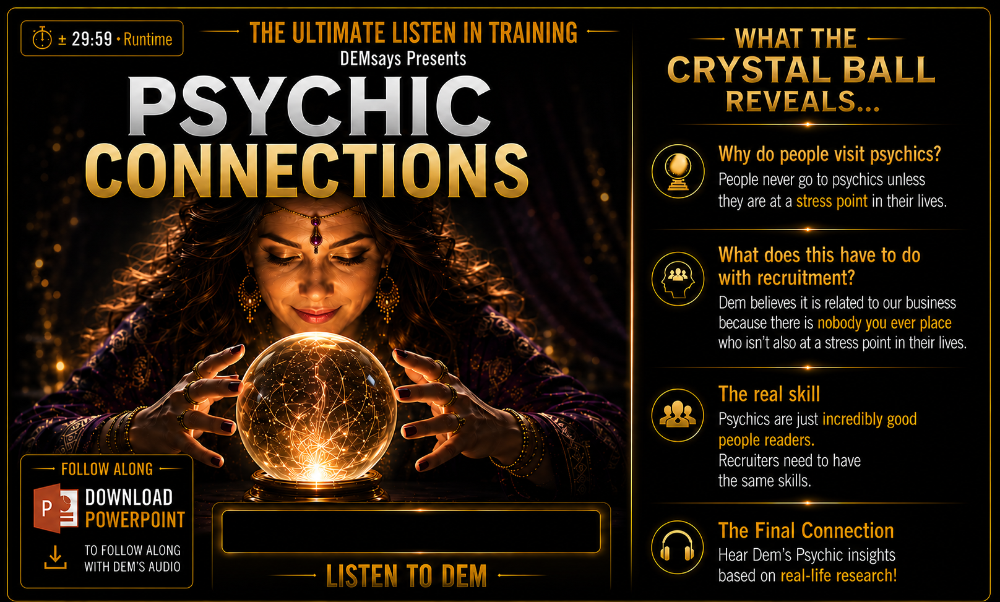 ± 29:59 • Runtime
THE ULTIMATE LISTEN IN TRAINING
DEMsays Presents
PSYCHIC
CONNECTIONS
FOLLOW ALONG
P
DOWNLOAD
POWERPOINT
TO FOLLOW ALONG
WITH DEM'S AUDIO
LISTEN TO DEM
WHAT THE
CRYSTAL BALL
REVEALS...
Why do people visit psychics?
People never go to psychics unless
they are at a stress point in their lives.
What does this have to do
with recruitment?
Dem believes it is related to our business
because there is nobody you ever place
who isn't also at a stress point in their lives.
The real skill
Psychics are just incredibly good
people readers.
Recruiters need to have
the same skills.
The Final Connection
Hear Dem's Psychic insights
based on real-life research!